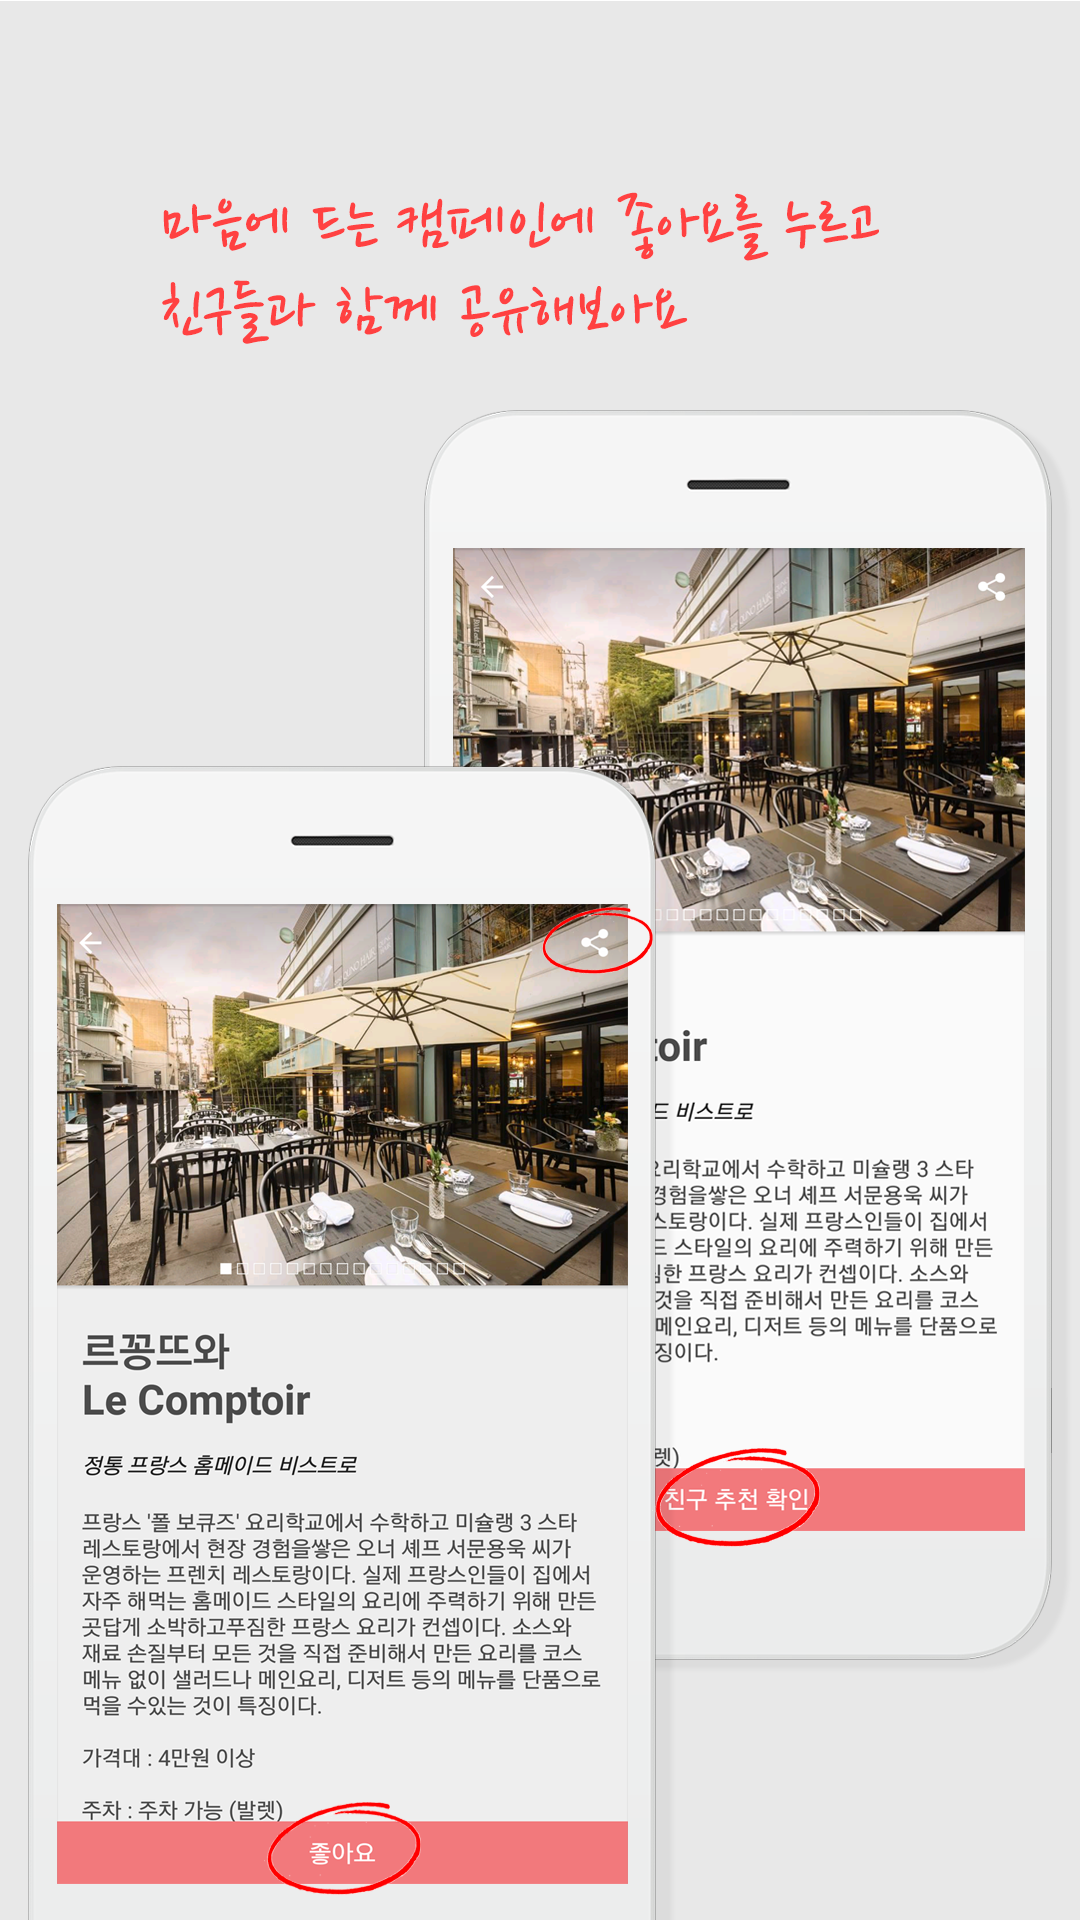 마음에 드는 캠페인에 좋아요를 누르고
친구들과 함께 공유해보아요
toir
드 비스트로
요리학교에서 수학하고 미슐랭 3 스타
경험을쌓은 오너 셰프 서문용욱 씨가
스토랑이다. 실제 프랑스인들이 집에서
드 스타일의 요리에 주력하기 위해 만든
짐한 프랑스 요리가 컨셉이다. 소스와
것을 직접 준비해서 만든 요리를 코스
메인요리, 디저트 등의 메뉴를 단품으로
징이다.
렛)
친구 추천 확인
르꽁뜨와
Le Comptoir
정통 프랑스 홈메이드 비스트로
프랑스 '폴 보큐즈' 요리학교에서 수학하고 미슐랭 3 스타
레스토랑에서 현장 경험을쌓은 오너 셰프 서문용욱 씨가
운영하는 프렌치 레스토랑이다. 실제 프랑스인들이 집에서
자주 해먹는 홈메이드 스타일의 요리에 주력하기 위해 만든
곳답게 소박하고푸짐한 프랑스 요리가 컨셉이다. 소스와
재료 손질부터 모든 것을 직접 준비해서 만든 요리를 코스
메뉴 없이 샐러드나 메인요리, 디저트 등의 메뉴를 단품으로
먹을 수있는 것이 특징이다.
가격대 : 4만원 이상
주차 : 주차 가능 (발렛)
좋아요